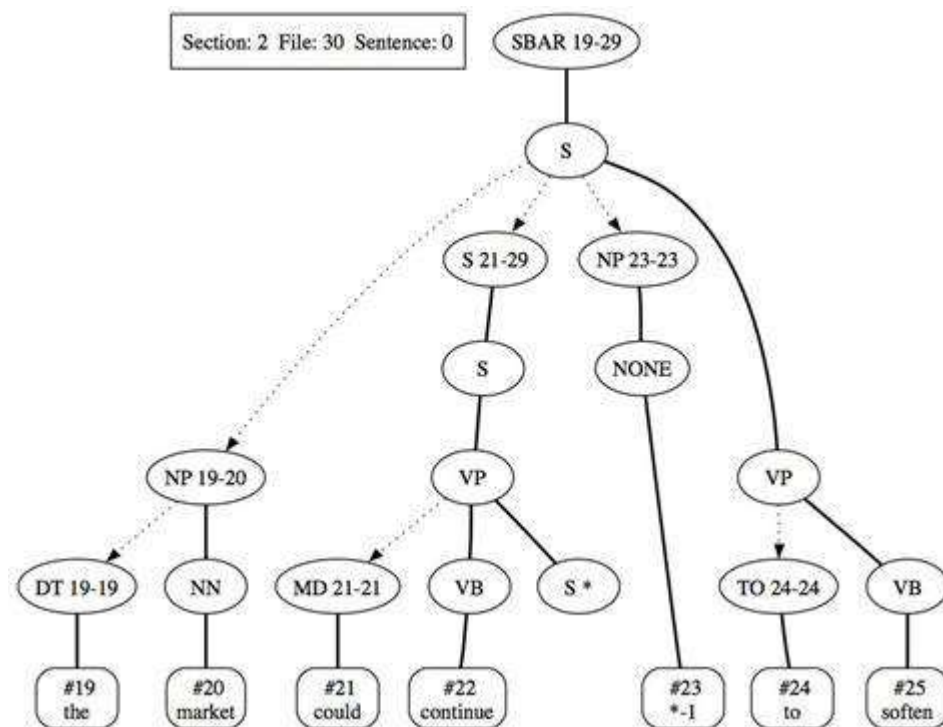 Section: 2 File: 30 Sentence: 0
SBAR 19-29
S
S 21-29
NP 23-23
S
NONE
NP 19-20
VP
VP
DT 19-19
NN
MD 21-21
VB
S *
TO 24-24
VB
#19
the
#20
market
#21
could
#22
continue
#23
*-1
#24
to
#25
soften